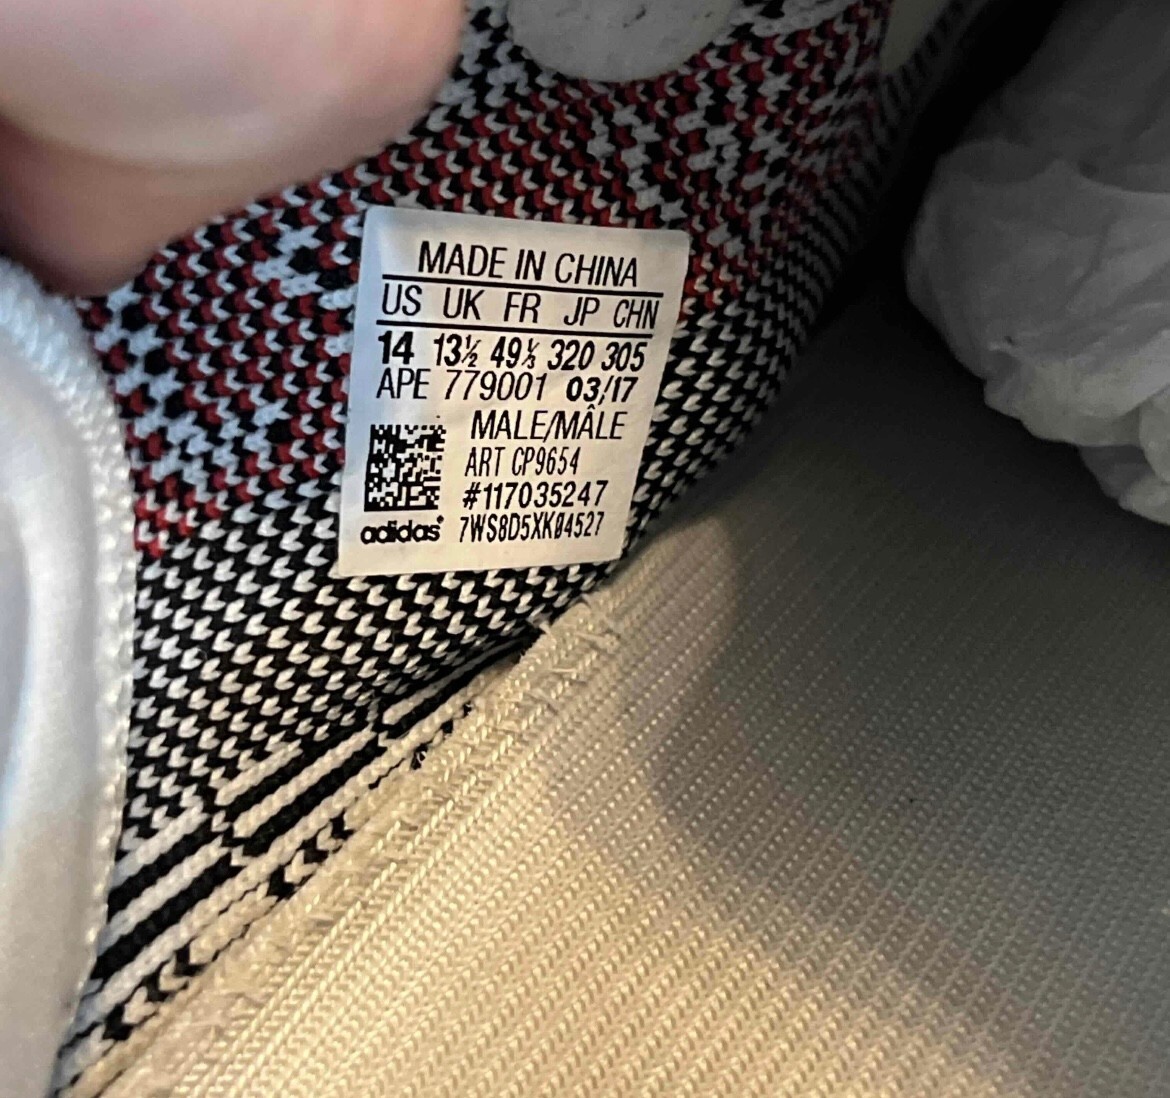 MADE IN CHINA
US UK FR JP CHN
14 13½ 49⅓ 320 305
APE 779001 03/17
MALE/MÂLE
ART CP9654
#117035247
adidas 7WS8D5XK04527